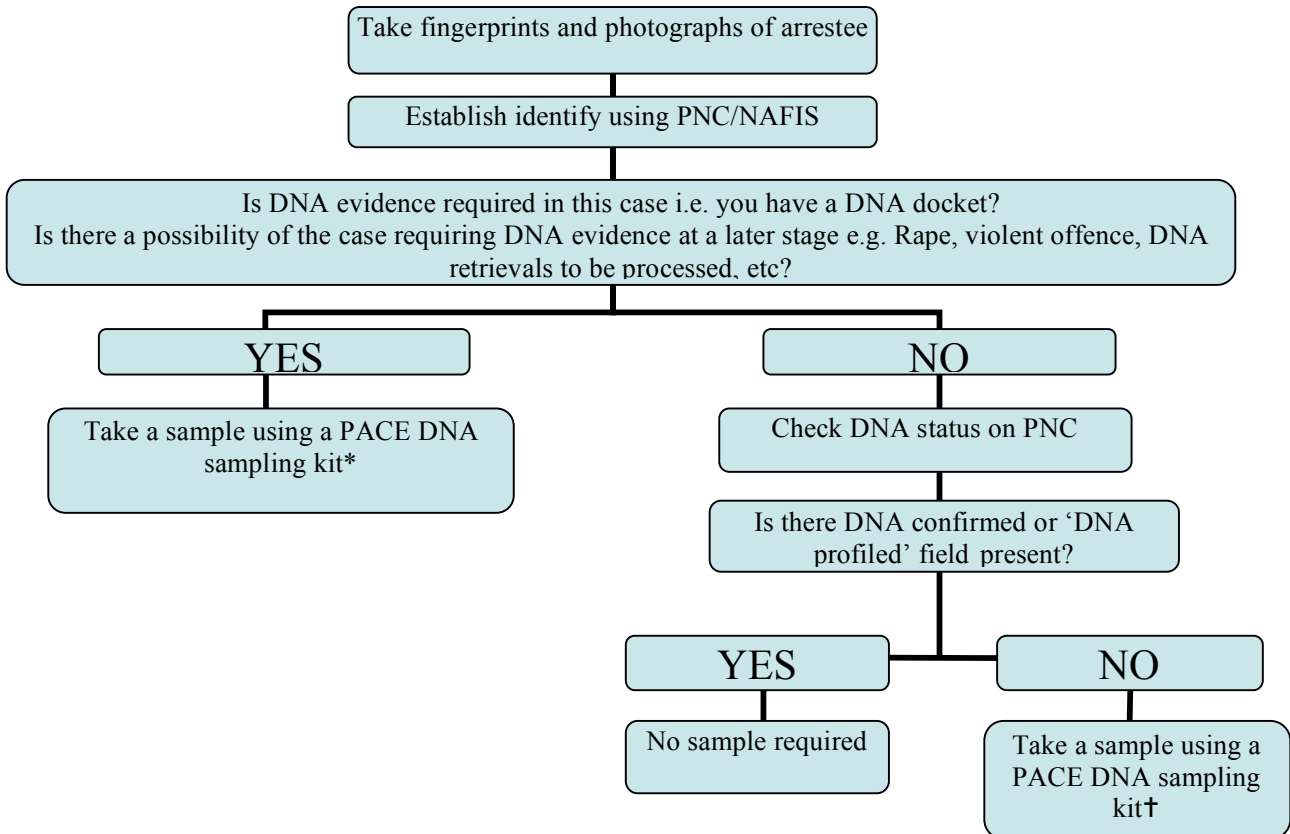 Take fingerprints and photographs of arrestee
Establish identify using PNC/NAFIS
Is DNA evidence required in this case i.e. you have a DNA docket?
Is there a possibility of the case requiring DNA evidence at a later stage e.g. Rape, violent offence, DNA
retrievals to be processed, etc?
YES
NO
Take a sample using a PACE DNA
sampling kit*
Check DNA status on PNC
Is there DNA confirmed or ‘DNA
profiled’ field present?
YES
NO
No sample required
Take a sample using a
PACE DNA sampling
kit†